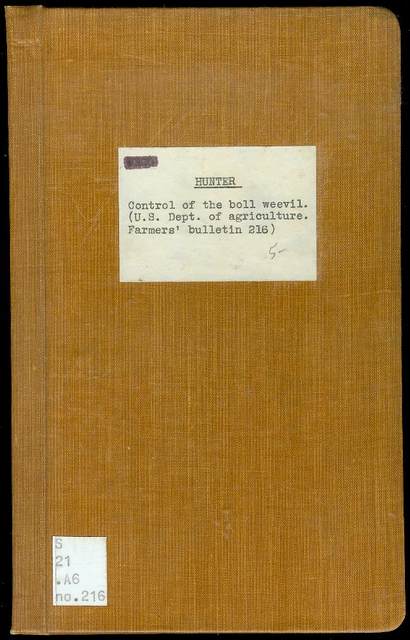 HUNTER
Control of the boll weevil.
(U.S. Dept. of agriculture.
Farmers' bulletin 216)
5-
S
21
.A6
no.216